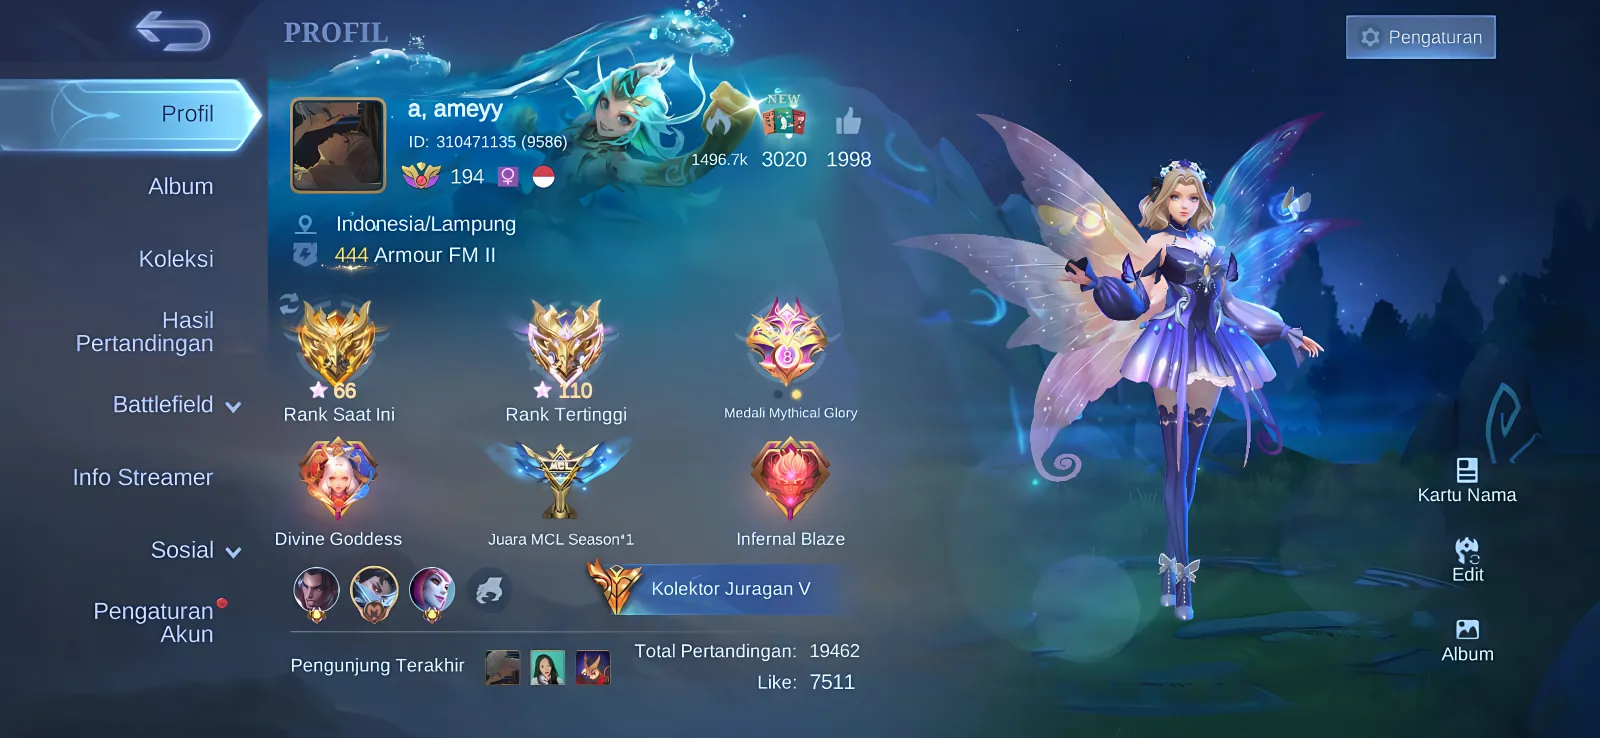 PROFIL
Pengaturan
Profil
Album
Koleksi
Hasil
Pertandingan
Battlefield
Info Streamer
Sosial
Pengaturan
Akun
a, ameyy
ID: 310471135 (9586)
194
NEW
1496.7k
3020
1998
Indonesia/Lampung
444 Armour FM II
66
Rank Saat Ini
110
Rank Tertinggi
8
Medali Mythical Glory
Divine Goddess
MCL
Juara MCL Season*1
Infernal Blaze
Kolektor Juragan V
Pengunjung Terakhir
Total Pertandingan: 19462
Like: 7511
Kartu Nama
Edit
Album